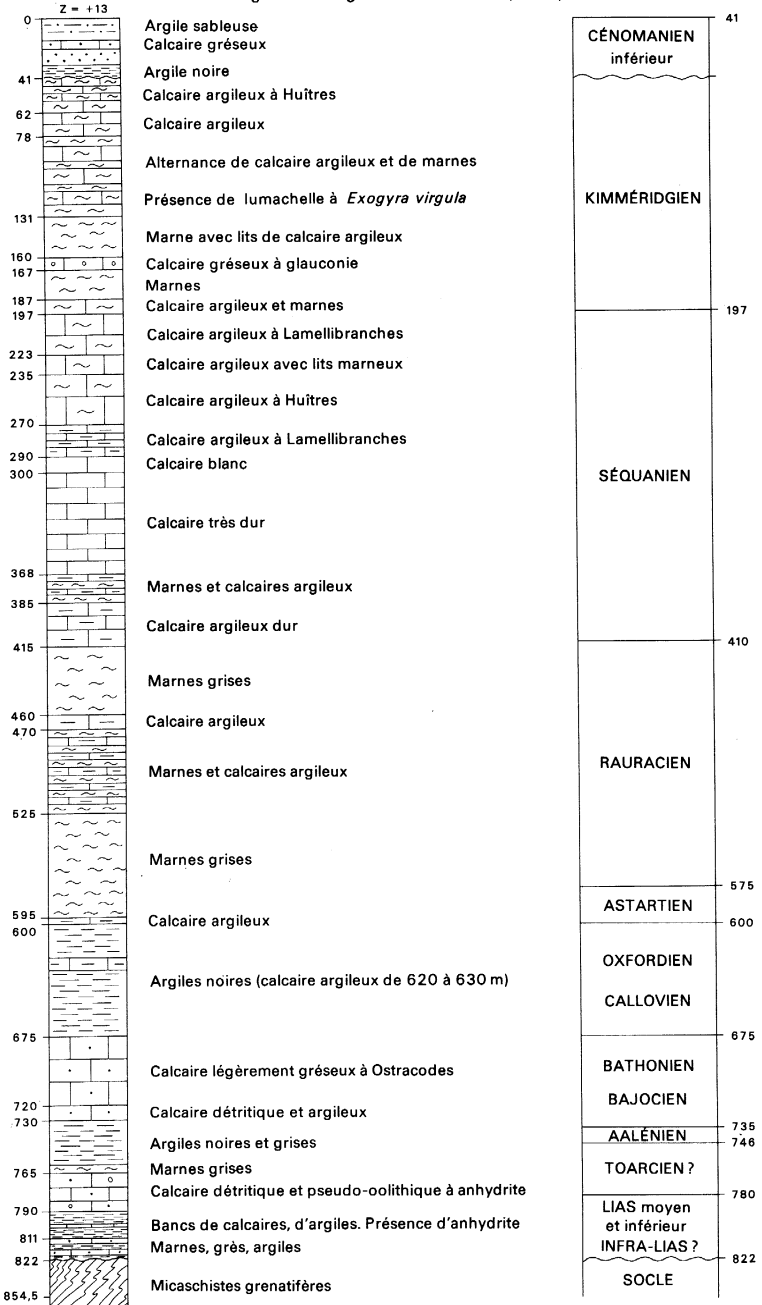 Z = +13
0
Argile sableuse
Calcaire gréseux
Argile noire
41
Calcaire argileux à Huîtres
62
Calcaire argileux
78
Alternance de calcaire argileux et de marnes
Présence de lumachelle à Exogyra virgula
131
Marne avec lits de calcaire argileux
160
Calcaire gréseux à glauconie
167
Marnes
187
Calcaire argileux et marnes
197
Calcaire argileux à Lamellibranches
223
Calcaire argileux avec lits marneux
235
Calcaire argileux à Huîtres
270
Calcaire argileux à Lamellibranches
290
Calcaire blanc
300
Calcaire très dur
368
Marnes et calcaires argileux
385
Calcaire argileux dur
415
Marnes grises
460
Calcaire argileux
470
Marnes et calcaires argileux
525
Marnes grises
595
Calcaire argileux
600
Argiles noires (calcaire argileux de 620 à 630 m)
675
Calcaire légèrement gréseux à Ostracodes
720
Calcaire détritique et argileux
730
Argiles noires et grises
765
Marnes grises
Calcaire détritique et pseudo-oolithique à anhydrite
790
Bancs de calcaires, d'argiles. Présence d'anhydrite
811
Marnes, grès, argiles
822
Micaschistes grenatifères
854,5
41
CÉNOMANIEN
inférieur
KIMMÉRIDGIEN
197
SÉQUANIEN
410
RAURACIEN
575
ASTARTIEN
600
OXFORDIEN
CALLOVIEN
675
BATHONIEN
BAJOCIEN
735
AALÉNIEN
746
TOARCIEN ?
780
LIAS moyen
et inférieur
INFRA-LIAS ?
822
SOCLE